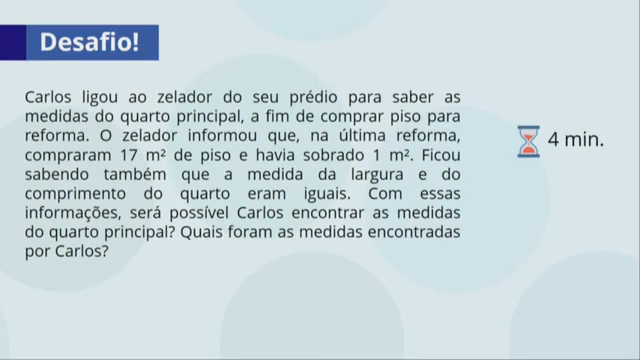 Desafio!
Carlos ligou ao zelador do seu prédio para saber as
medidas do quarto principal, a fim de comprar piso para
reforma. O zelador informou que, na última reforma,
compraram 17 m² de piso e havia sobrado 1 m². Ficou
sabendo também que a medida da largura e do
comprimento do quarto eram iguais. Com essas
informações, será possível Carlos encontrar as medidas
do quarto principal? Quais foram as medidas encontradas
por Carlos?
4 min.